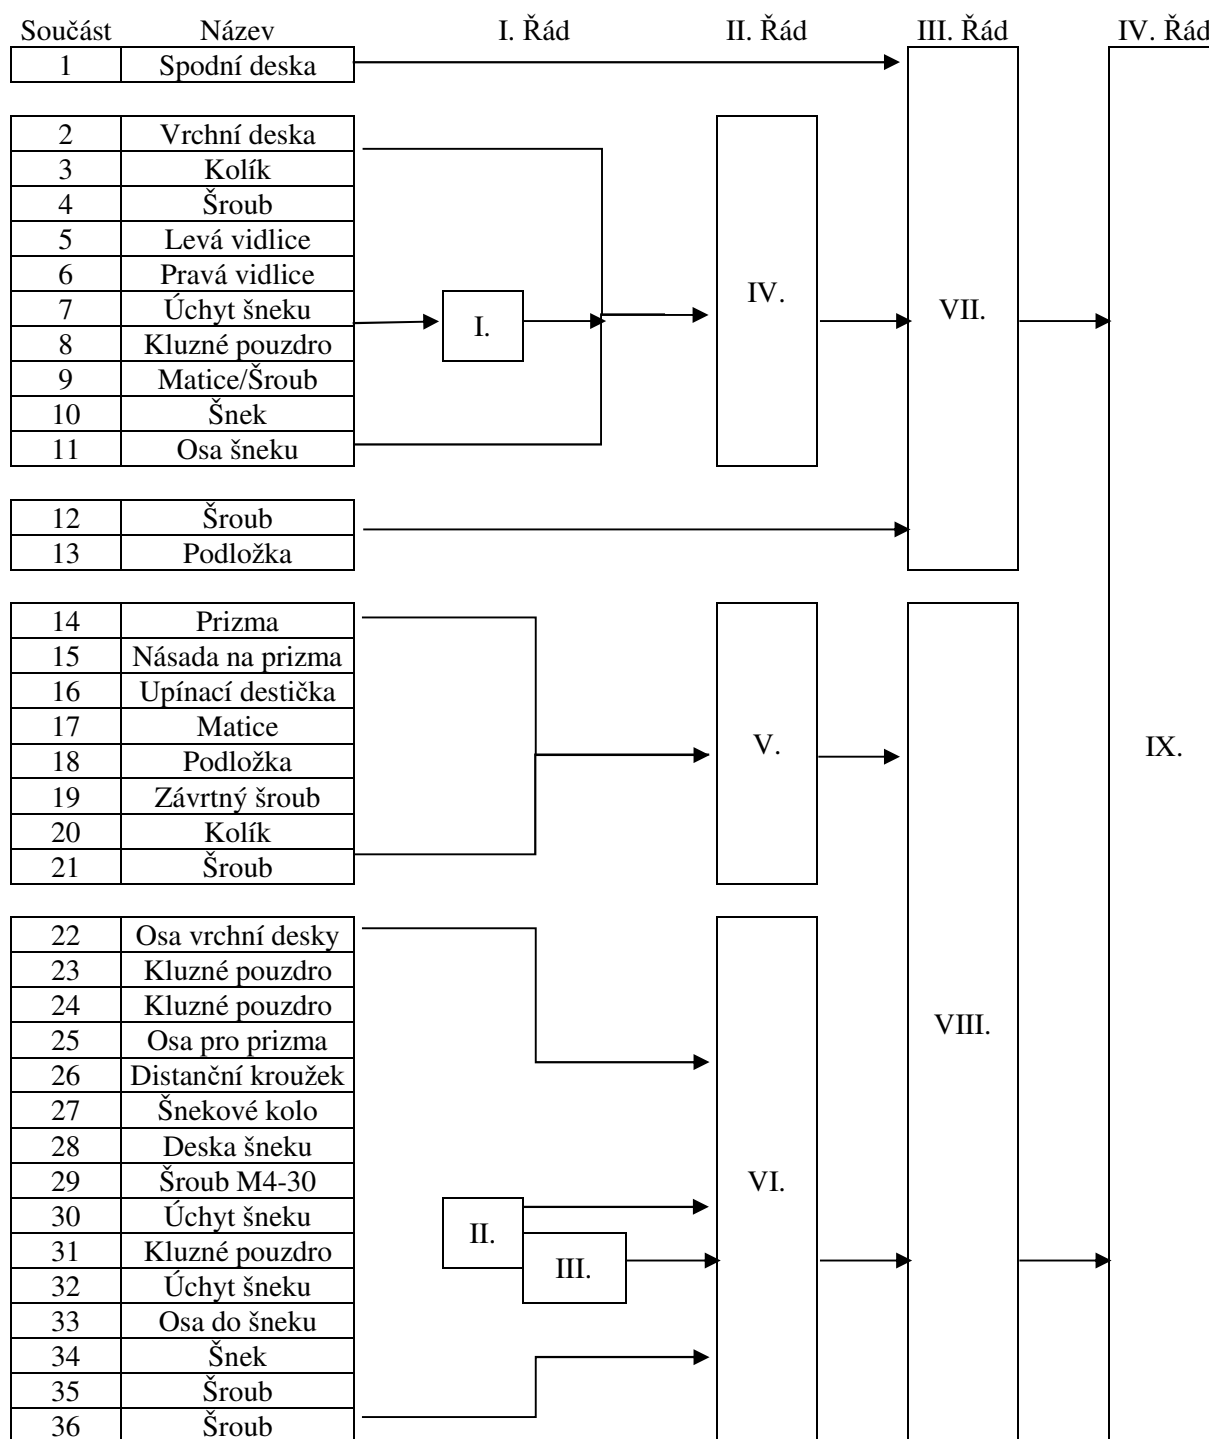 Součást Název I. Řád II. Řád III. Řád IV. Řád
1 Spodní deska
2 Vrchní deska
3 Kolík
4 Šroub
5 Levá vidlice
6 Pravá vidlice
IV.
7 Úchyt šneku
VII.
I.
8 Kluzné pouzdro
9 Matice/Šroub
10 Šnek
11 Osa šneku
12 Šroub
13 Podložka
14 Prizma
15 Násada na prizma
16 Upínací destička
17 Matice
V.
IX.
18 Podložka
19 Závrtný šroub
20 Kolík
21 Šroub
22 Osa vrchní desky
23 Kluzné pouzdro
24 Kluzné pouzdro
VIII.
25 Osa pro prizma
26 Distanční kroužek
27 Šnekové kolo
28 Deska šneku
29 Šroub M4-30
VI.
30 Úchyt šneku
II.
31 Kluzné pouzdro
III.
32 Úchyt šneku
33 Osa do šneku
34 Šnek
35 Šroub
36 Šroub